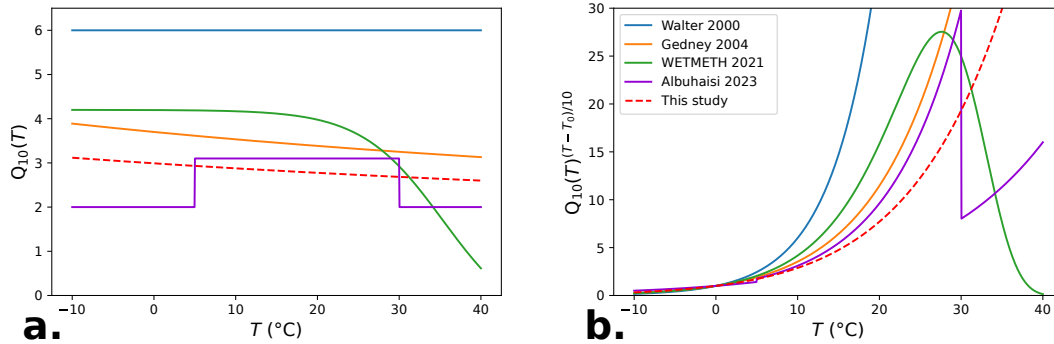 6
5
4
3
2
1
0
Q₁₀(T)
−10 0 10 20 30 40
T (°C)
a.
30
25
20
15
10
5
0
Q₁₀(T)^(T − T₀)/10
Walter 2000
Gedney 2004
WETMETH 2021
Albuhaisi 2023
This study
−10 0 10 20 30 40
T (°C)
b.